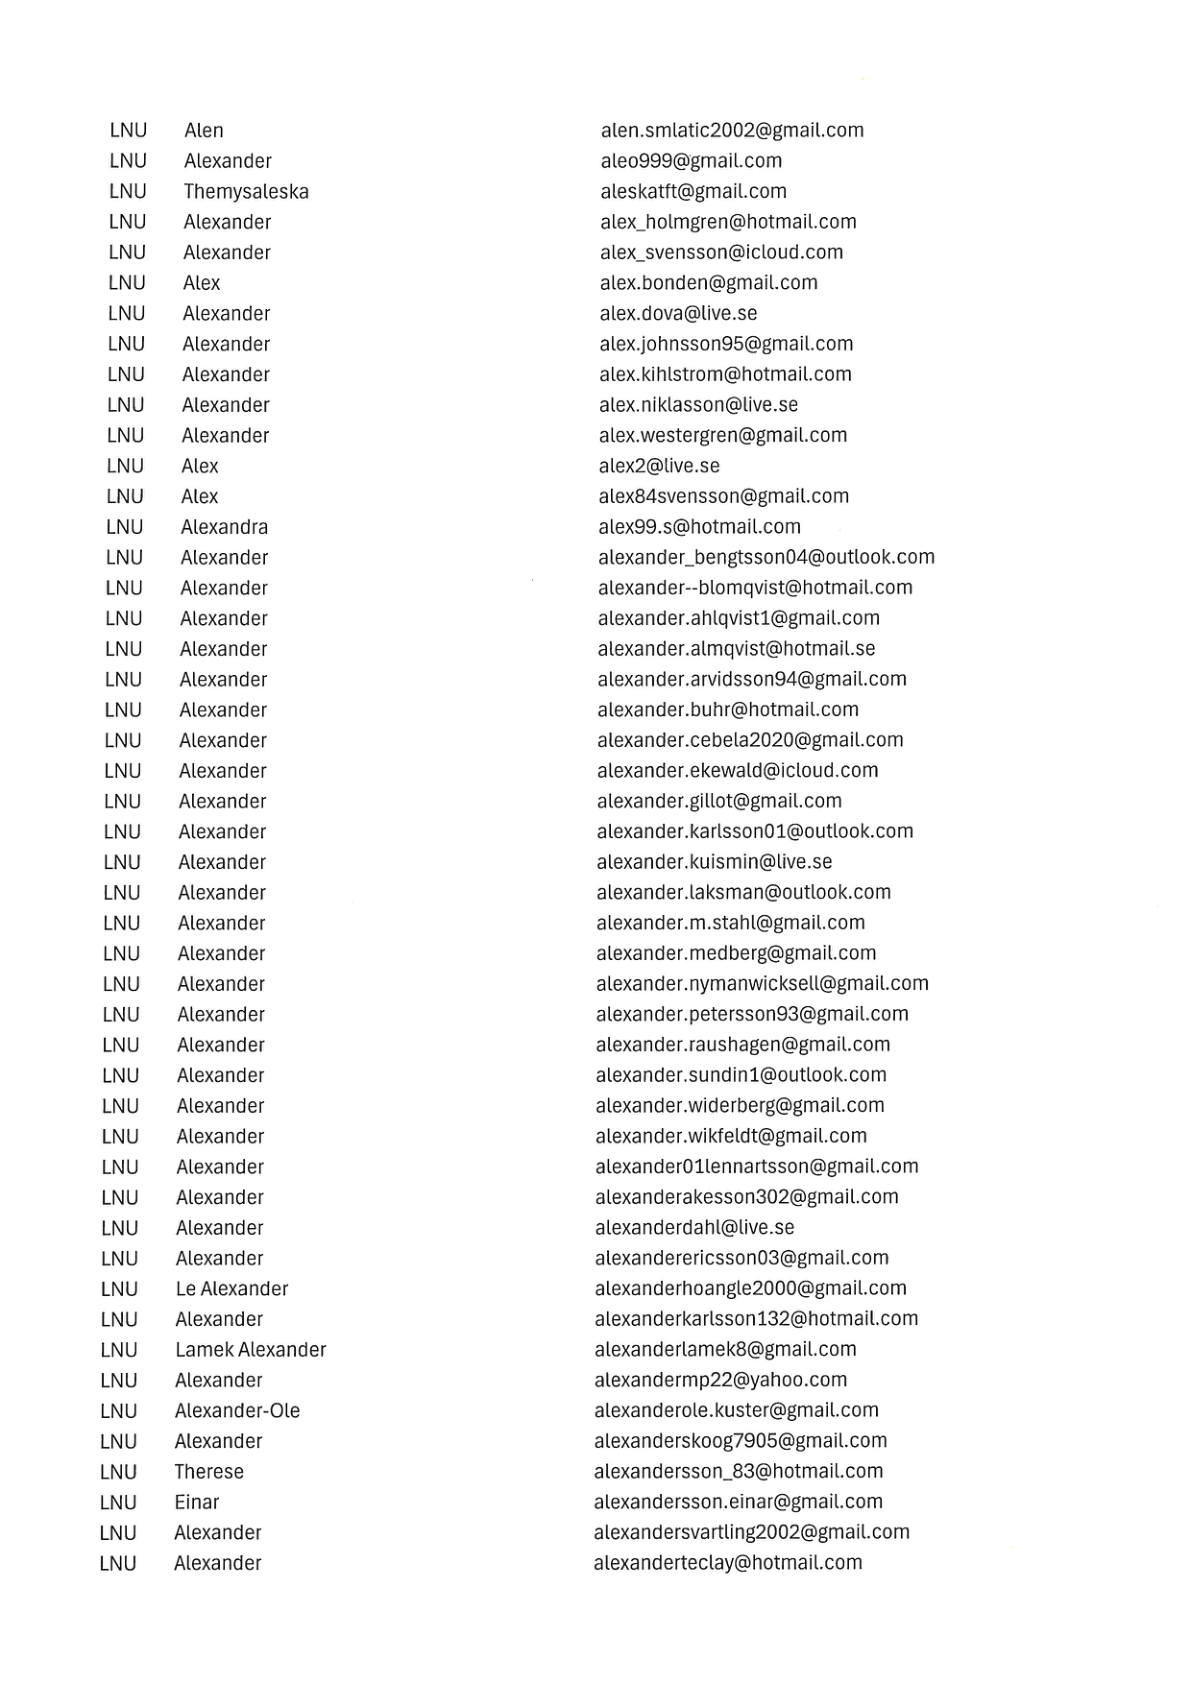 LNU Alen alen.smlatic2002@gmail.com
LNU Alexander aleo999@gmail.com
LNU Themysaleska aleskatft@gmail.com
LNU Alexander alex_holmgren@hotmail.com
LNU Alexander alex_svensson@icloud.com
LNU Alex alex.bonden@gmail.com
LNU Alexander alex.dova@live.se
LNU Alexander alex.johnsson95@gmail.com
LNU Alexander alex.kihlstrom@hotmail.com
LNU Alexander alex.niklasson@live.se
LNU Alexander alex.westergren@gmail.com
LNU Alex alex2@live.se
LNU Alex alex84svensson@gmail.com
LNU Alexandra alex99.s@hotmail.com
LNU Alexander alexander_bengtsson04@outlook.com
LNU Alexander alexander--blomqvist@hotmail.com
LNU Alexander alexander.ahlqvist1@gmail.com
LNU Alexander alexander.almqvist@hotmail.se
LNU Alexander alexander.arvidsson94@gmail.com
LNU Alexander alexander.buhr@hotmail.com
LNU Alexander alexander.cebela2020@gmail.com
LNU Alexander alexander.ekewald@icloud.com
LNU Alexander alexander.gillot@gmail.com
LNU Alexander alexander.karlsson01@outlook.com
LNU Alexander alexander.kuismin@live.se
LNU Alexander alexander.laksman@outlook.com
LNU Alexander alexander.m.stahl@gmail.com
LNU Alexander alexander.medberg@gmail.com
LNU Alexander alexander.nymanwicksell@gmail.com
LNU Alexander alexander.petersson93@gmail.com
LNU Alexander alexander.raushagen@gmail.com
LNU Alexander alexander.sundin1@outlook.com
LNU Alexander alexander.widerberg@gmail.com
LNU Alexander alexander.wikfeldt@gmail.com
LNU Alexander alexander01lennartsson@gmail.com
LNU Alexander alexanderakesson302@gmail.com
LNU Alexander alexanderdahl@live.se
LNU Alexander alexanderericsson03@gmail.com
LNU Le Alexander alexanderhoangle2000@gmail.com
LNU Alexander alexanderkarlsson132@hotmail.com
LNU Lamek Alexander alexanderlamek8@gmail.com
LNU Alexander alexandermp22@yahoo.com
LNU Alexander-Ole alexanderole.kuster@gmail.com
LNU Alexander alexanderskoog7905@gmail.com
LNU Therese alexandersson_83@hotmail.com
LNU Einar alexandersson.einar@gmail.com
LNU Alexander alexandersvartling2002@gmail.com
LNU Alexander alexanderteclay@hotmail.com